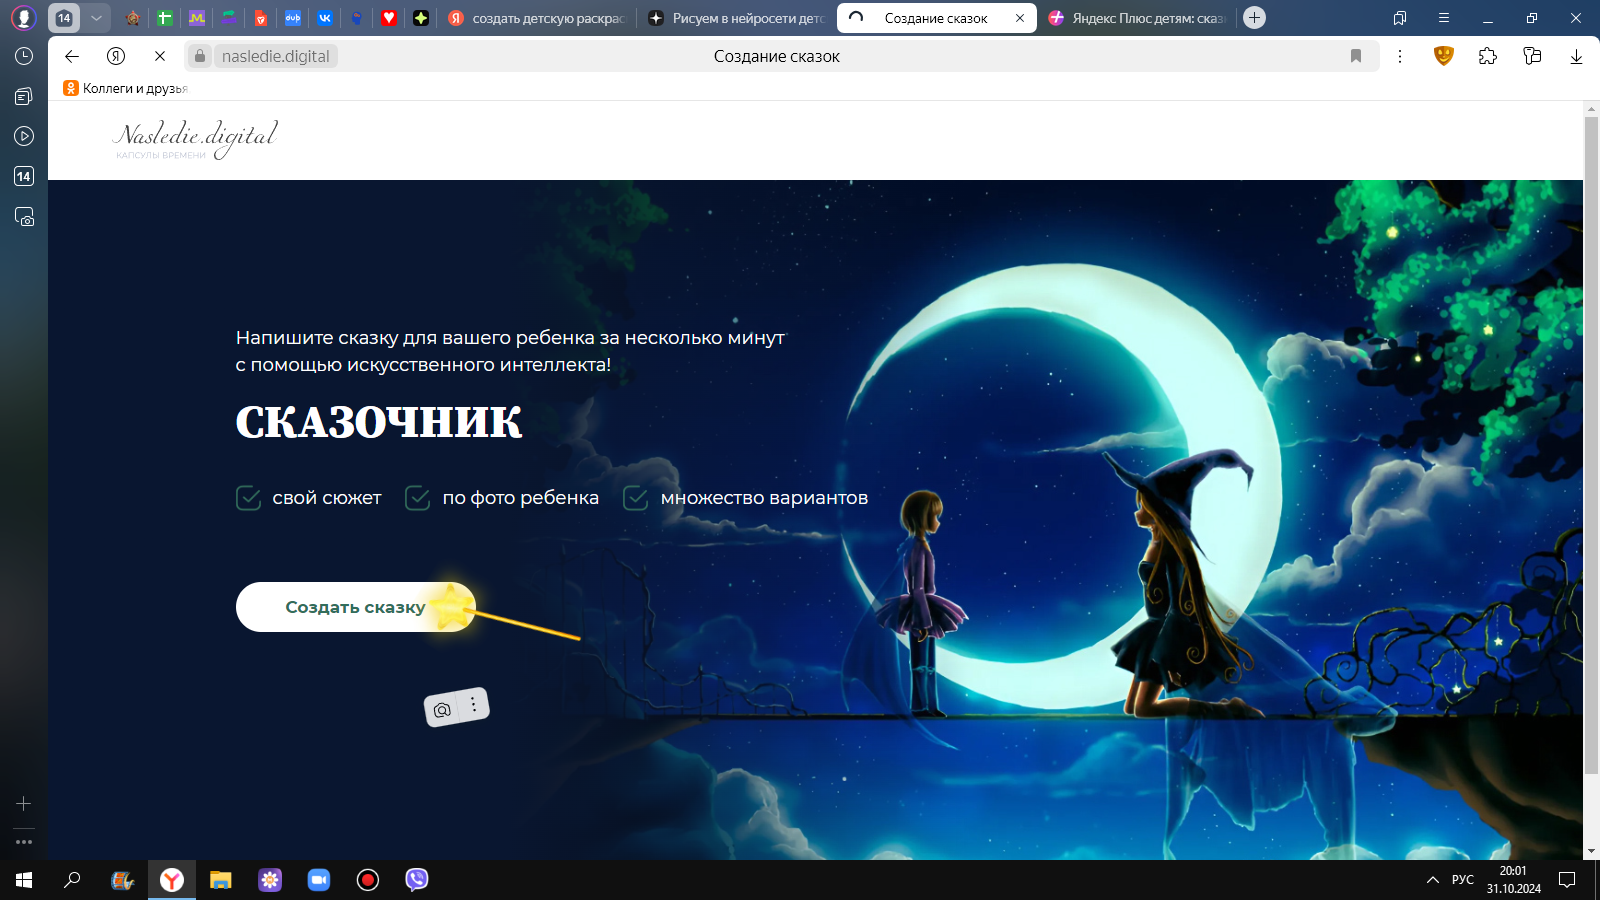 14
создать детскую раскрас
Рисуем в нейросети детс
Создание сказок
Яндекс Плюс детям: сказ
nasledie.digital
Создание сказок
Коллеги и друзья
Nasledie.digital
КАПСУЛЫ ВРЕМЕНИ
14
Напишите сказку для вашего ребенка за несколько минут
с помощью искусственного интеллекта!
СКАЗОЧНИК
свой сюжет
по фото ребенка
множество вариантов
Создать сказку
РУС
20:01
31.10.2024